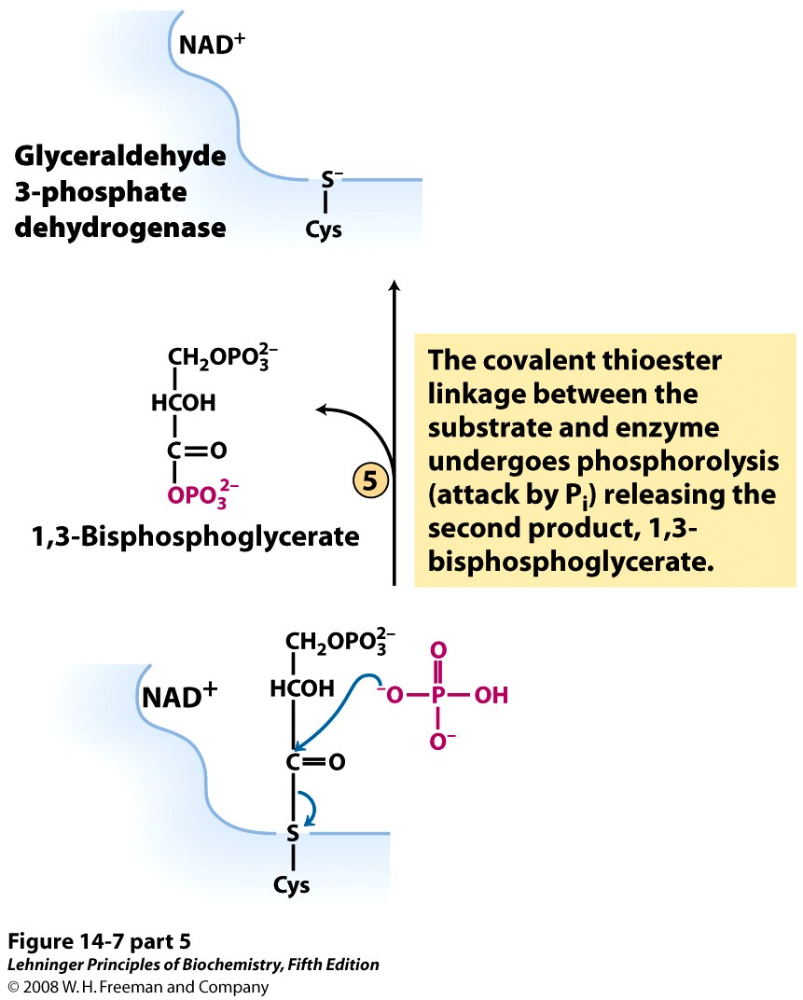 NAD⁺
Glyceraldehyde
3-phosphate
dehydrogenase
S⁻
Cys
CH₂OPO₃²⁻
HCOH
C=O
OPO₃²⁻
1,3-Bisphosphoglycerate
5
The covalent thioester
linkage between the
substrate and enzyme
undergoes phosphorolysis
(attack by Pᵢ) releasing the
second product, 1,3-
bisphosphoglycerate.
CH₂OPO₃²⁻
NAD⁺
HCOH
O
⁻O—P—OH
O⁻
C=O
S
Cys
Figure 14-7 part 5
Lehninger Principles of Biochemistry, Fifth Edition
© 2008 W. H. Freeman and Company